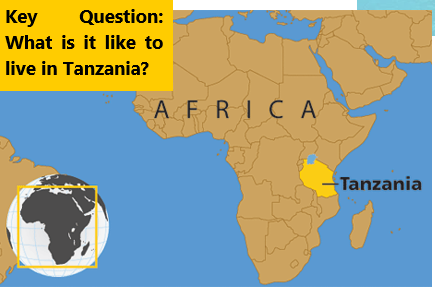 Key Question:
What is it like to
live in Tanzania?
AFRICA
Tanzania